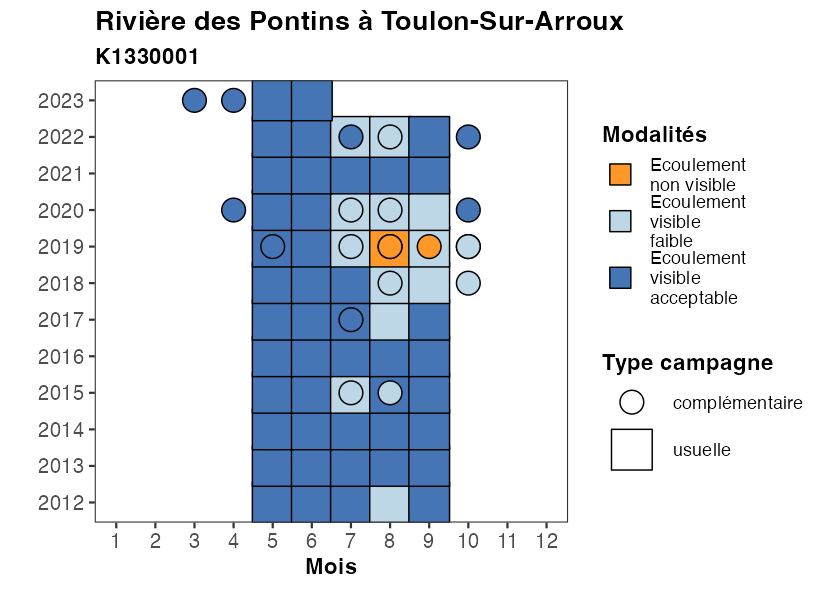 Rivière des Pontins à Toulon-Sur-Arroux
K1330001
2023
2022
2021
2020
2019
2018
2017
2016
2015
2014
2013
2012
1 2 3 4 5 6 7 8 9 10 11 12
Mois
Modalités
Ecoulement
non visible
Ecoulement
visible
faible
Ecoulement
visible
acceptable
Type campagne
complémentaire
usuelle